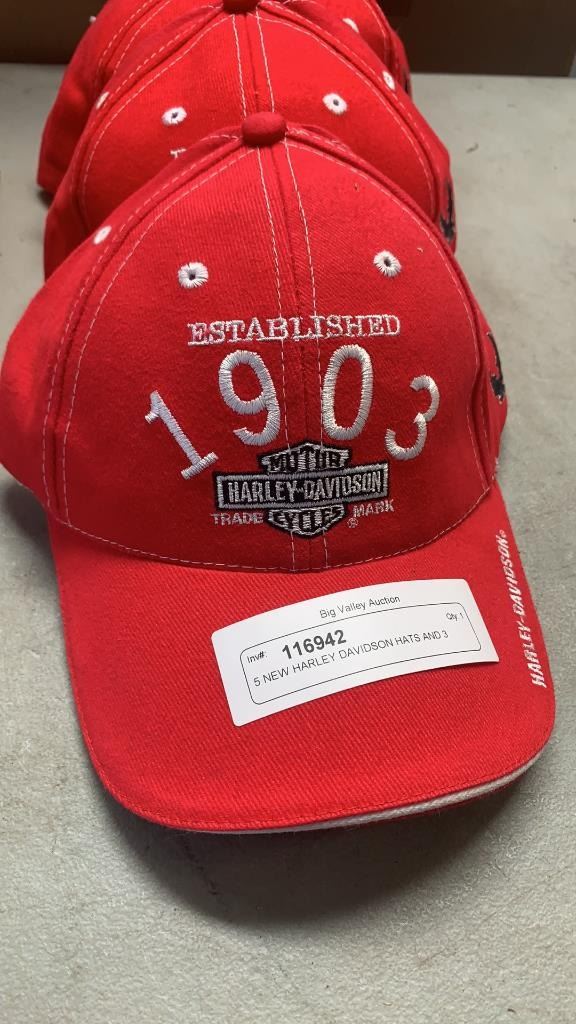 ESTABLISHED
1903
MOTOR
HARLEY-DAVIDSON
TRADE MARK
CYCLES ®
HARLEY-DAVIDSON®
Big Valley Auction
Inv#: 116942 Qty: 1
5 NEW HARLEY DAVIDSON HATS AND 3